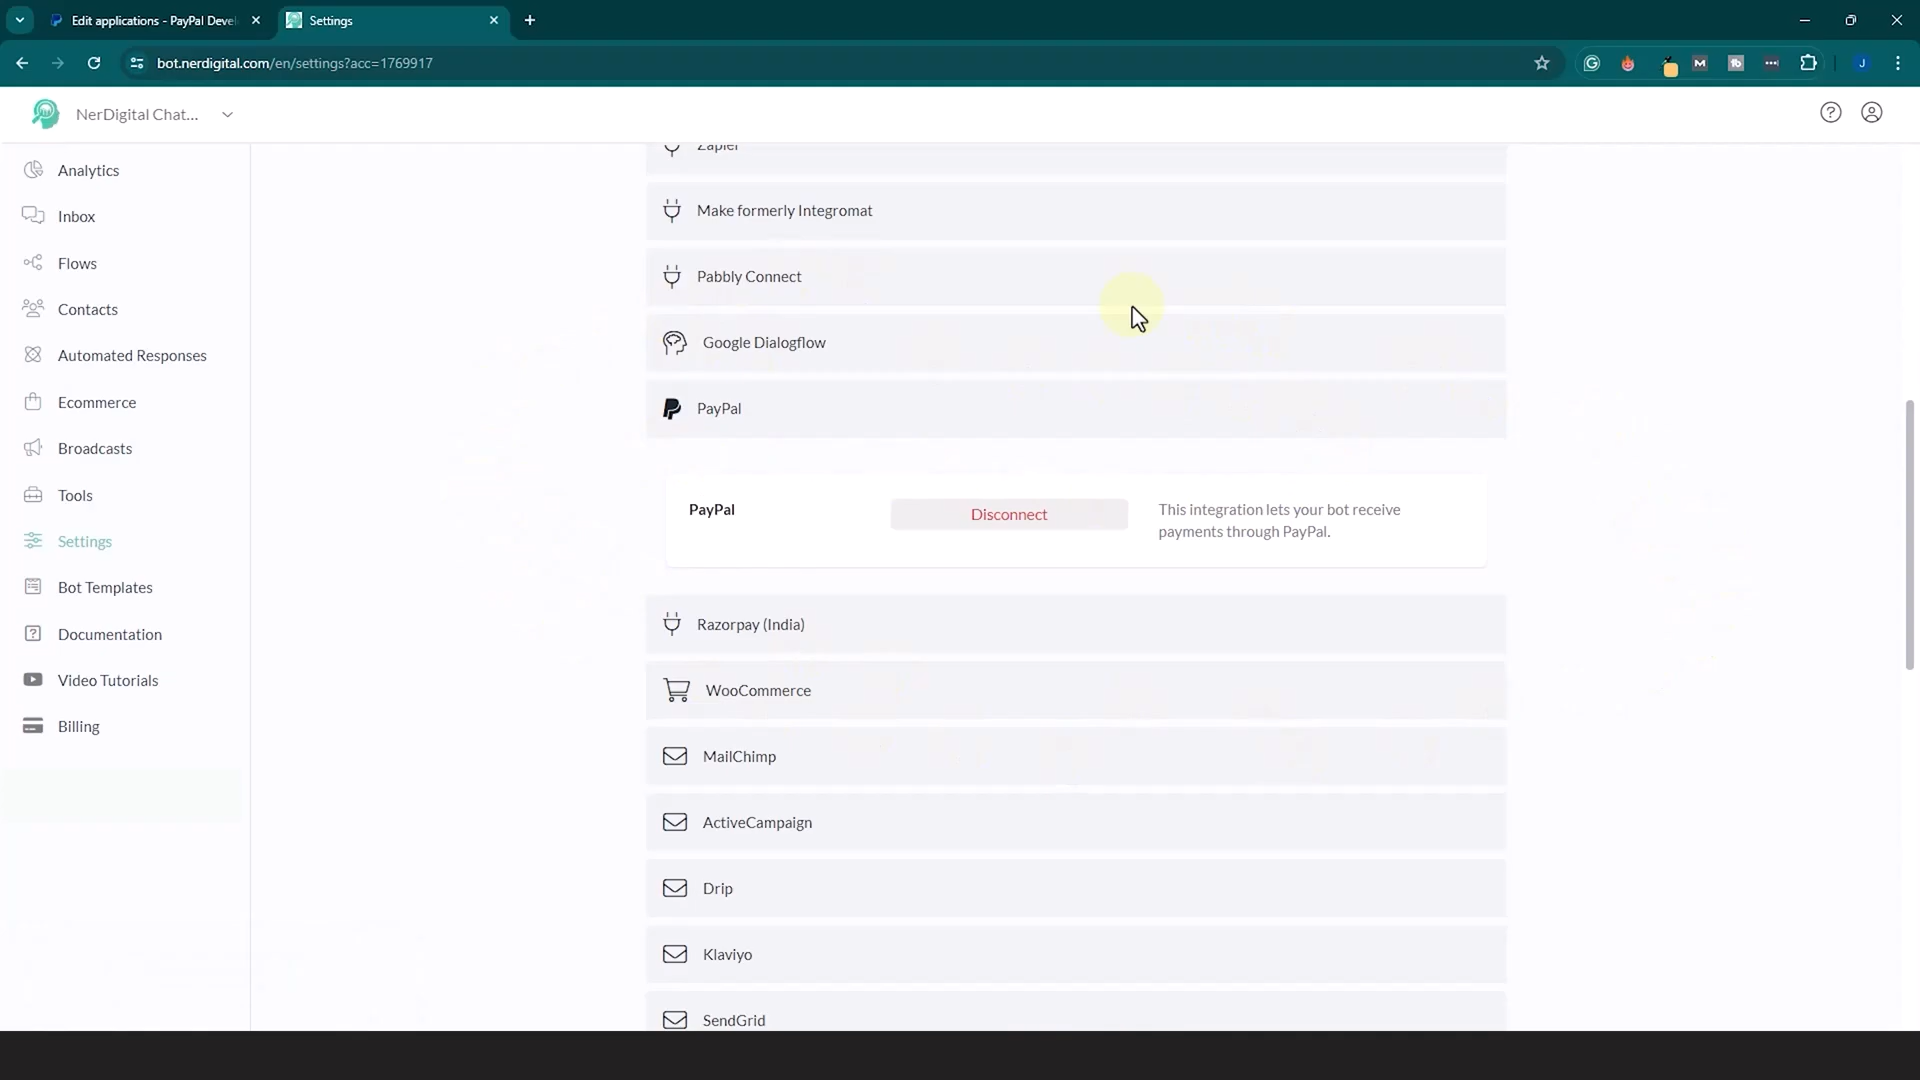 Edit applications - PayPal Devel
Settings
bot.nerdigital.com/en/settings?acc=1769917
J
NerDigital Chat...
Zapier
Analytics
Inbox
Flows
Contacts
Automated Responses
Ecommerce
Broadcasts
Tools
Settings
Bot Templates
Documentation
Video Tutorials
Billing
Make formerly Integromat
Pabbly Connect
Google Dialogflow
PayPal
PayPal
Disconnect
This integration lets your bot receive
payments through PayPal.
Razorpay (India)
WooCommerce
MailChimp
ActiveCampaign
Drip
Klaviyo
SendGrid